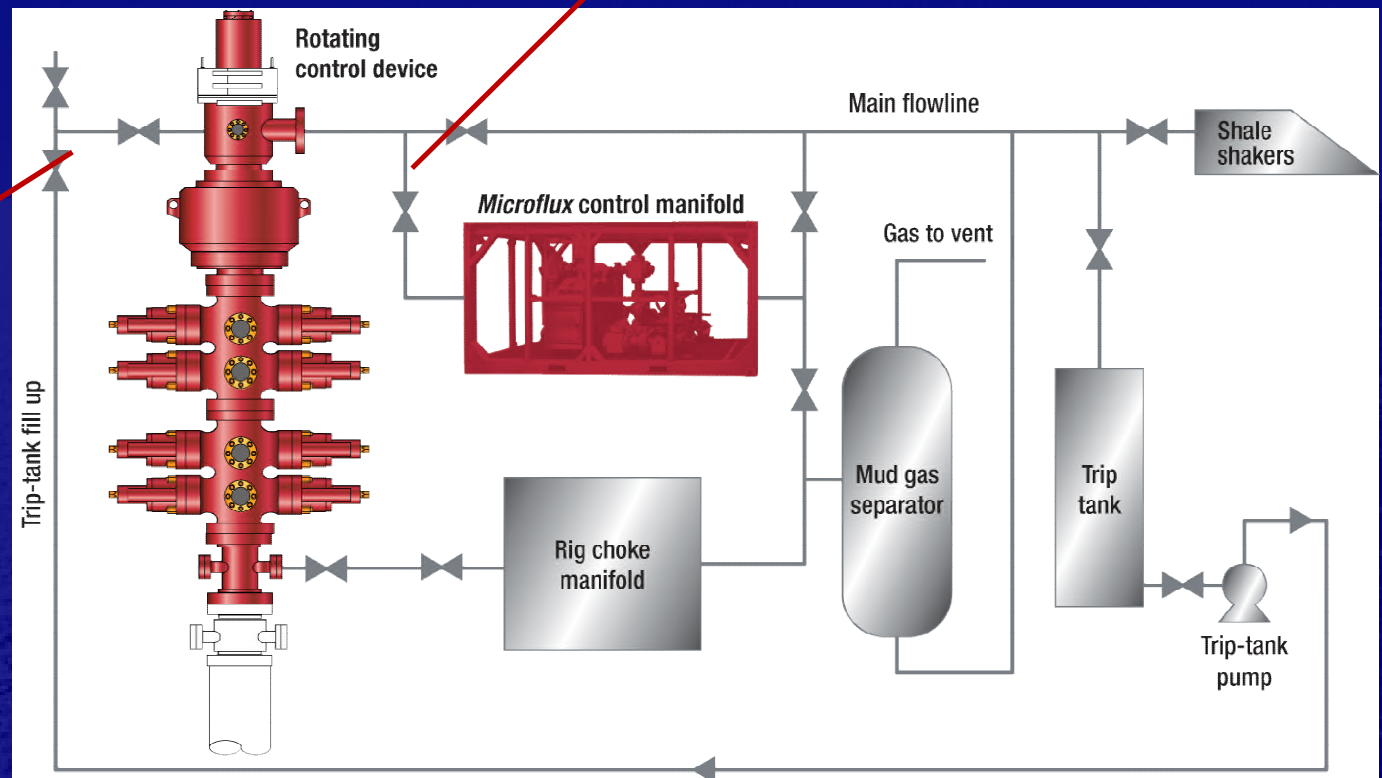 Rotating
control device
Main flowline
Shale
shakers
Microflux control manifold
Gas to vent
Trip-tank fill up
Mud gas
separator
Trip
tank
Rig choke
manifold
Trip-tank
pump